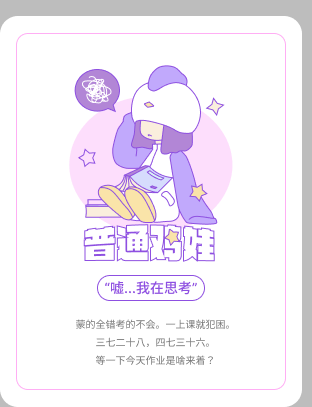 普通鸡娃
“嘘...我在思考”
蒙的全错考的不会。一上课就犯困。
三七二十八，四七三十六。
等一下今天作业是啥来着？